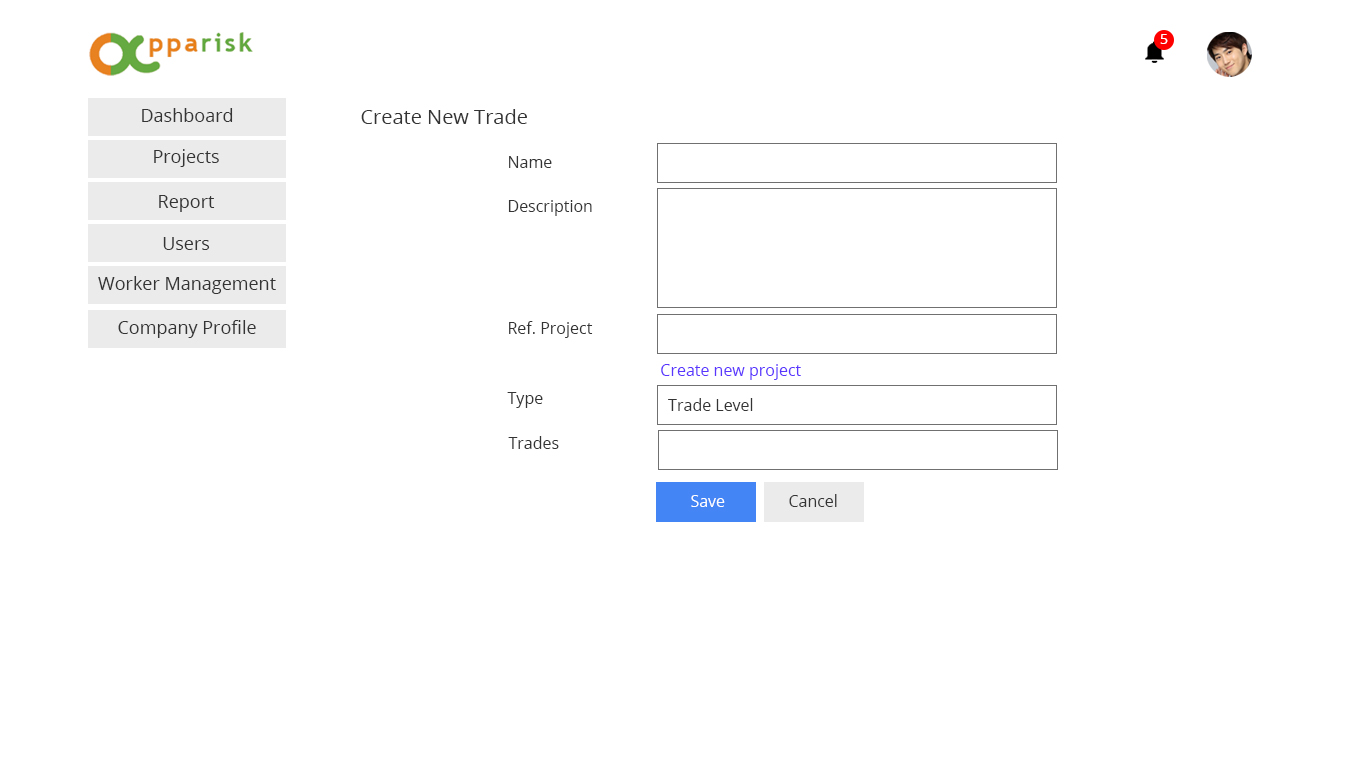 pparisk
5
Dashboard
Projects
Report
Users
Worker Management
Company Profile
Create New Trade
Name
Description
Ref. Project
Create new project
Type
Trade Level
Trades
Save
Cancel